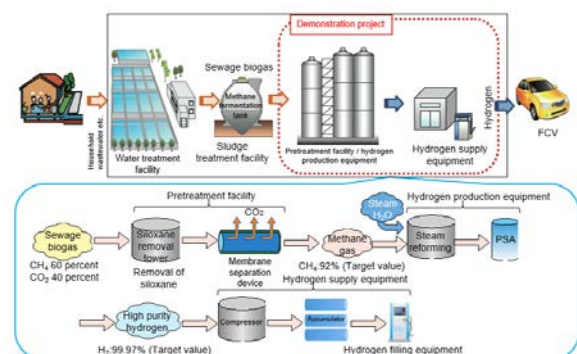 Demonstration project
Sewage biogas
Methane
fermentation
tank
Household
wastewater etc.
Water treatment
facility
Sludge
treatment facility
Pretreatment facility / hydrogen
production equipment
Hydrogen supply
equipment
Hydrogen
FCV
Pretreatment facility
Hydrogen production equipment
Sewage
biogas
CH4 60 percent
CO2 40 percent
Siloxane
removal
tower
Removal of
siloxane
CO2
Membrane
separation
device
Methane
gas
CH4:92% (Target value)
Steam
H2O
Steam
reforming
PSA
Hydrogen supply equipment
High purity
hydrogen
H2:99.97% (Target value)
Compressor
Accumulator
Hydrogen filling equipment